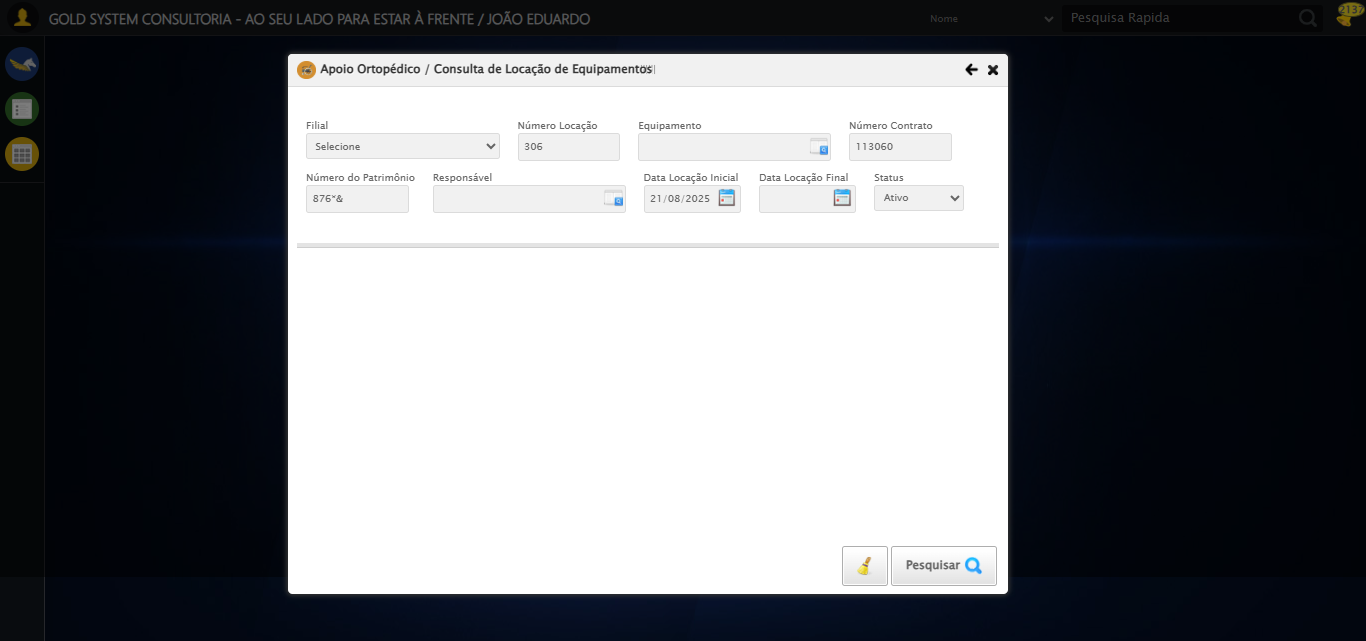 GOLD SYSTEM CONSULTORIA - AO SEU LADO PARA ESTAR À FRENTE / JOÃO EDUARDO
Nome
Pesquisa Rapida
2137
Apoio Ortopédico / Consulta de Locação de Equipamentos
Filial
Número Locação
Equipamento
Número Contrato
Selecione
306
113060
Número do Patrimônio
Responsável
Data Locação Inicial
Data Locação Final
Status
876*&
21/08/2025
Ativo
Pesquisar